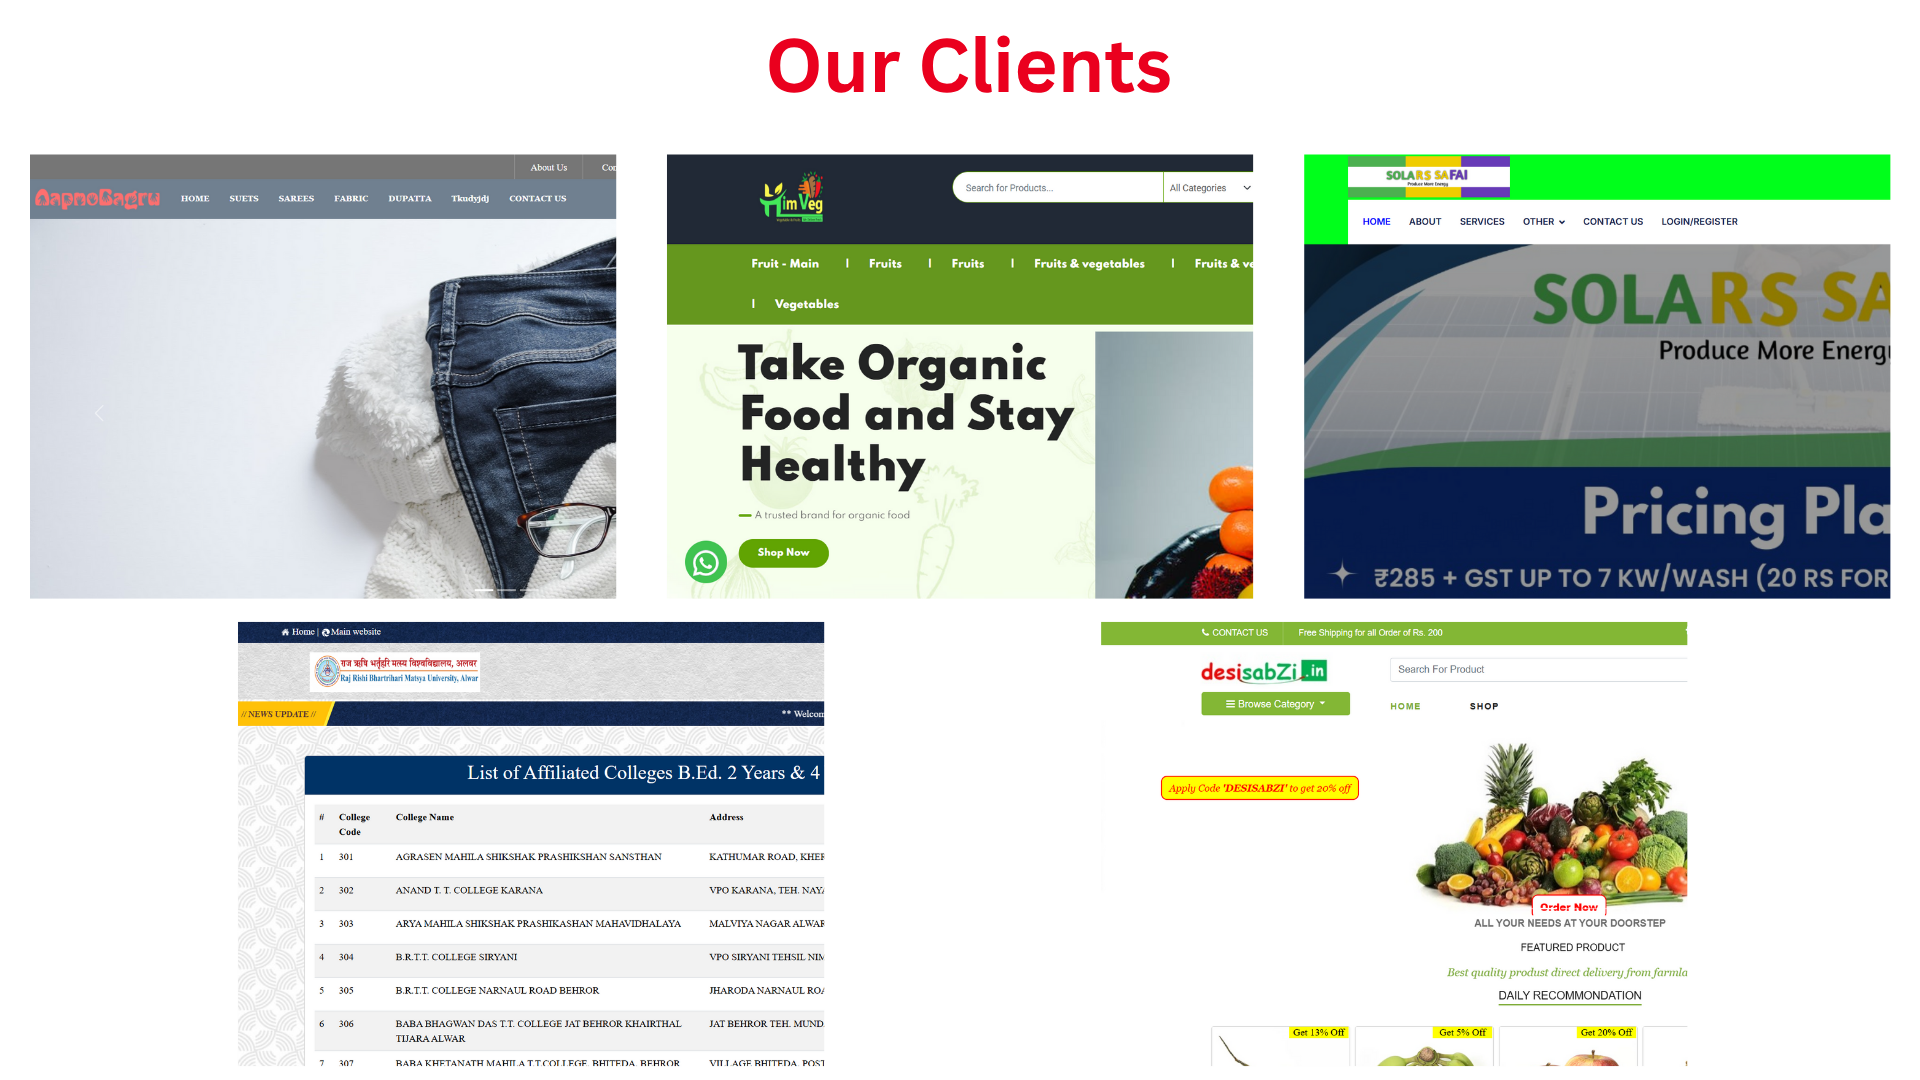 Our Clients
About Us
AapnoBagru
HOME SUETS SAREES FABRIC DUPATTA Tkudyjdj CONTACT US
HimVeg
Search for Products...
All Categories
Fruit - Main | Fruits | Fruits | Fruits & vegetables | Fruits & ve
| Vegetables
Take Organic
Food and Stay
Healthy
A trusted brand for organic food
Shop Now
SOLARS SAFAI
Produce More Energy
HOME ABOUT SERVICES OTHER CONTACT US LOGIN/REGISTER
SOLARS SA
Produce More Energy
Pricing Pla
₹285 + GST UP TO 7 KW/WASH (20 RS FOR
Home | Main website
राज ऋषि भर्तृहरि मत्स्य विश्वविद्यालय, अलवर
Raj Rishi Bhartrihari Matsya University, Alwar
// NEWS UPDATE //
** Welcom
List of Affiliated Colleges B.Ed. 2 Years & 4
# College Code College Name Address
1 301 AGRASEN MAHILA SHIKSHAK PRASHIKSHAN SANSTHAN KATHUMAR ROAD, KHER
2 302 ANAND T. T. COLLEGE KARANA VPO KARANA, TEH. NAYA
3 303 ARYA MAHILA SHIKSHAK PRASHIKASHAN MAHAVIDHALAYA MALVIYA NAGAR ALWAR
4 304 B.R.T.T. COLLEGE SIRYANI VPO SIRYANI TEHSIL NIM
5 305 B.R.T.T. COLLEGE NARNAUL ROAD BEHROR JHARODA NARNAUL ROA
6 306 BABA BHAGWAN DAS T.T. COLLEGE JAT BEHROR KHAIRTHAL JAT BEHROR TEH. MUND
TIJARA ALWAR
7 307 BABA KHETANATH MAHILA T.T.COLLEGE, BHITEDA, BEHROR VILLAGE BHITEDA, POST
CONTACT US
Free Shipping for all Order of Rs. 200
desisabZi.in
Search For Product
Browse Category
HOME SHOP
Apply Code 'DESISABZI' to get 20% off
Order Now
ALL YOUR NEEDS AT YOUR DOORSTEP
FEATURED PRODUCT
Best quality produst direct delivery from farmla
DAILY RECOMMONDATION
Get 13% Off
Get 5% Off
Get 20% Off